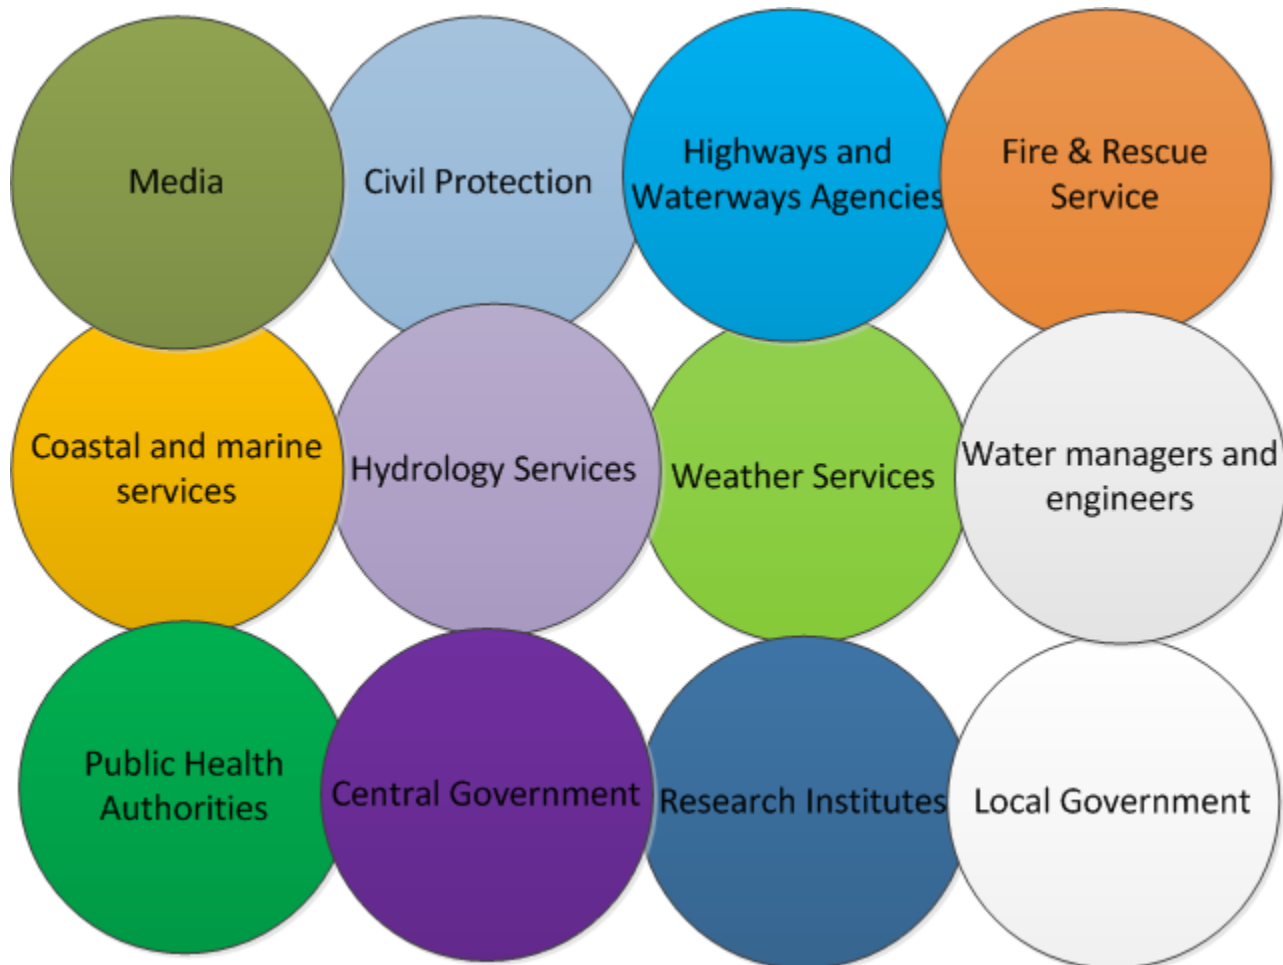 Media
Civil Protection
Highways and
Waterways Agencies
Fire & Rescue
Service
Coastal and marine
services
Hydrology Services
Weather Services
Water managers and
engineers
Public Health
Authorities
Central Government
Research Institutes
Local Government